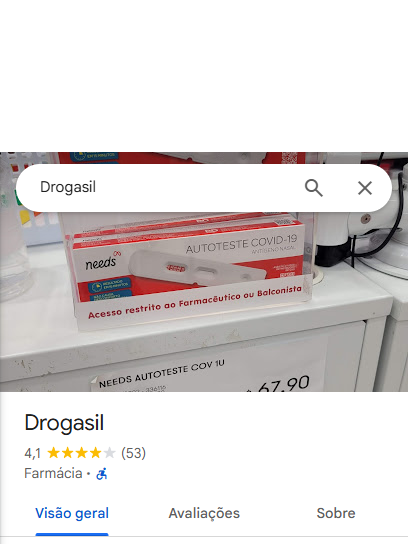 Drogasil
AUTOTESTE COVID-19
ANTÍGENO NASAL
needs
Acesso restrito ao Farmacêutico ou Balconista
NEEDS AUTOTESTE COV 1U
67,90
Drogasil
4,1 (53)
Farmácia ·
Visão geral Avaliações Sobre